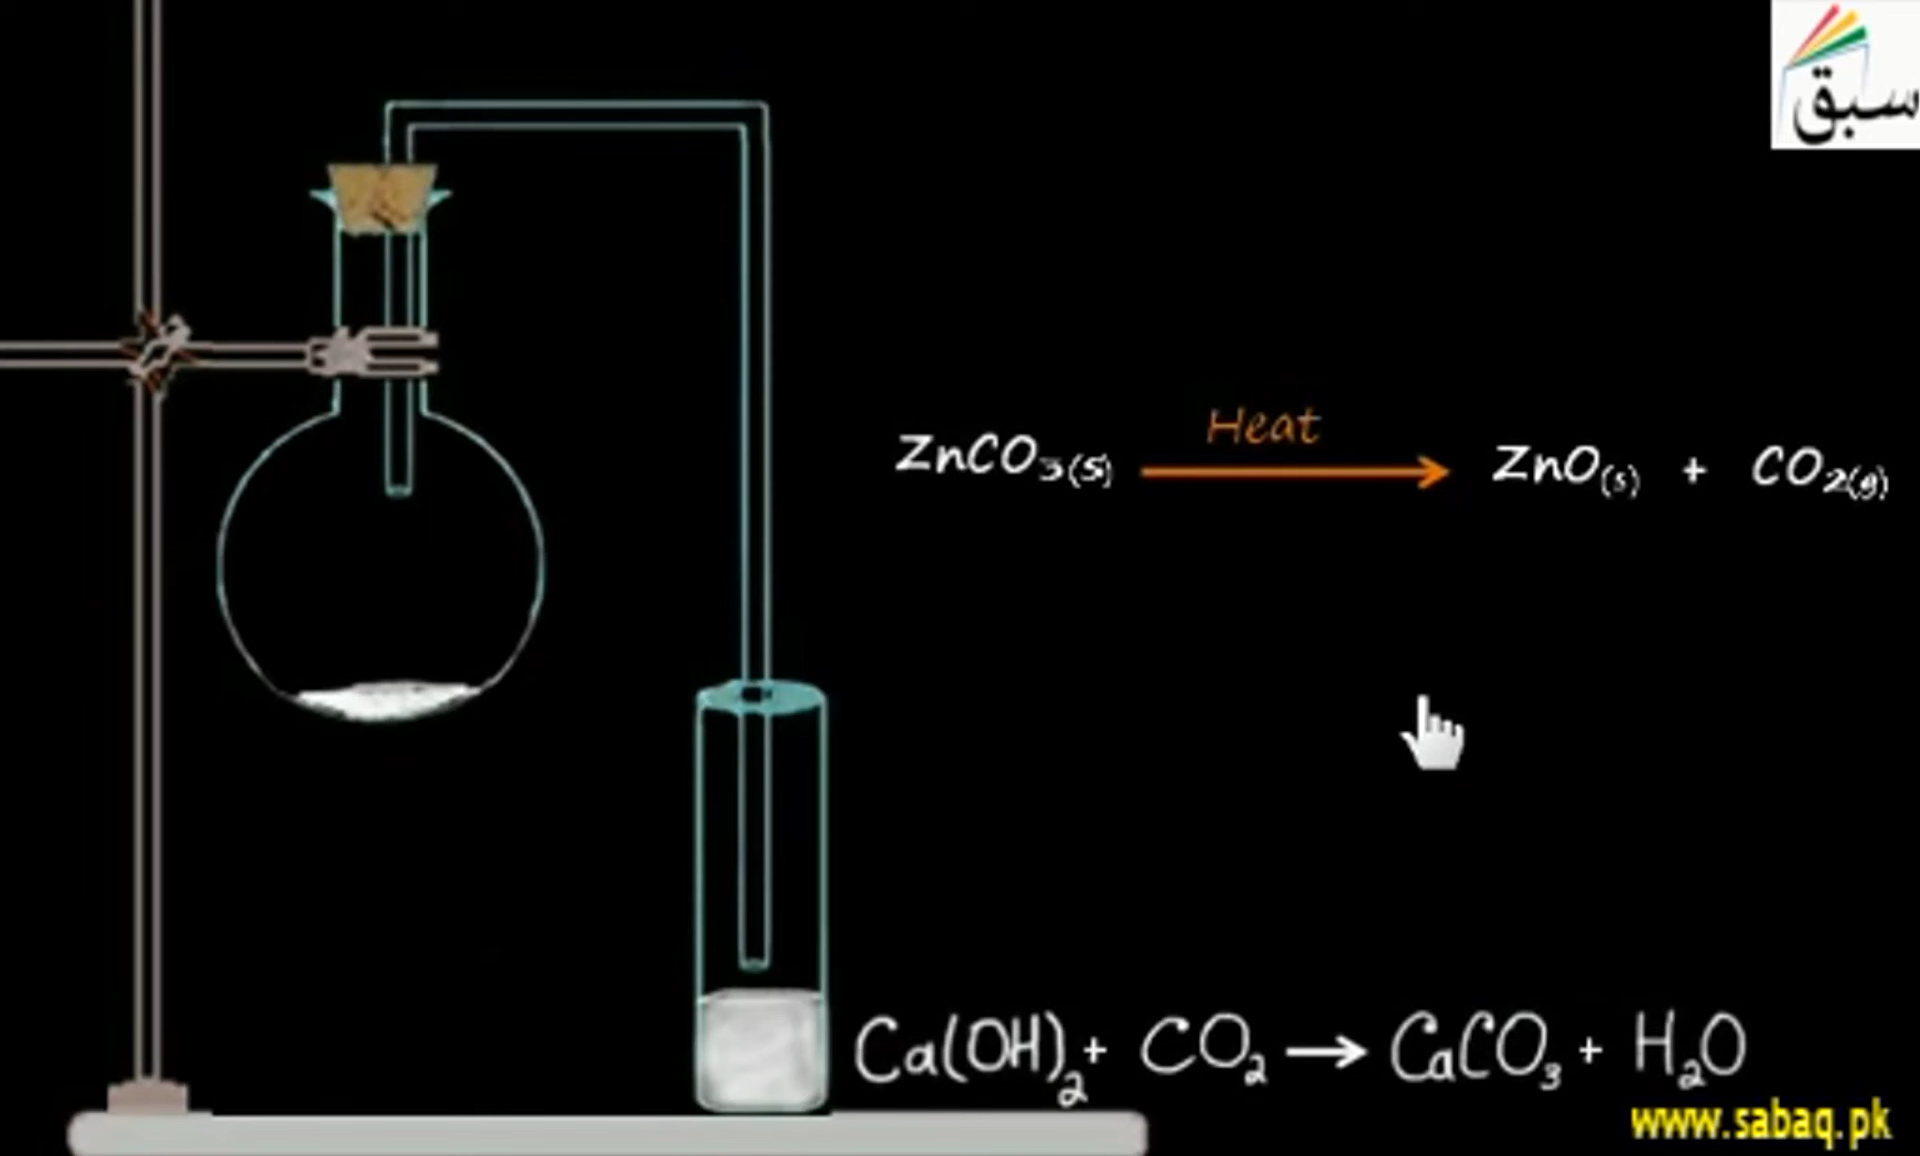 سبق
Heat
ZnCO₃(s) → ZnO(s) + CO₂(g)
Ca(OH)₂ + CO₂ → CaCO₃ + H₂O
www.sabaq.pk